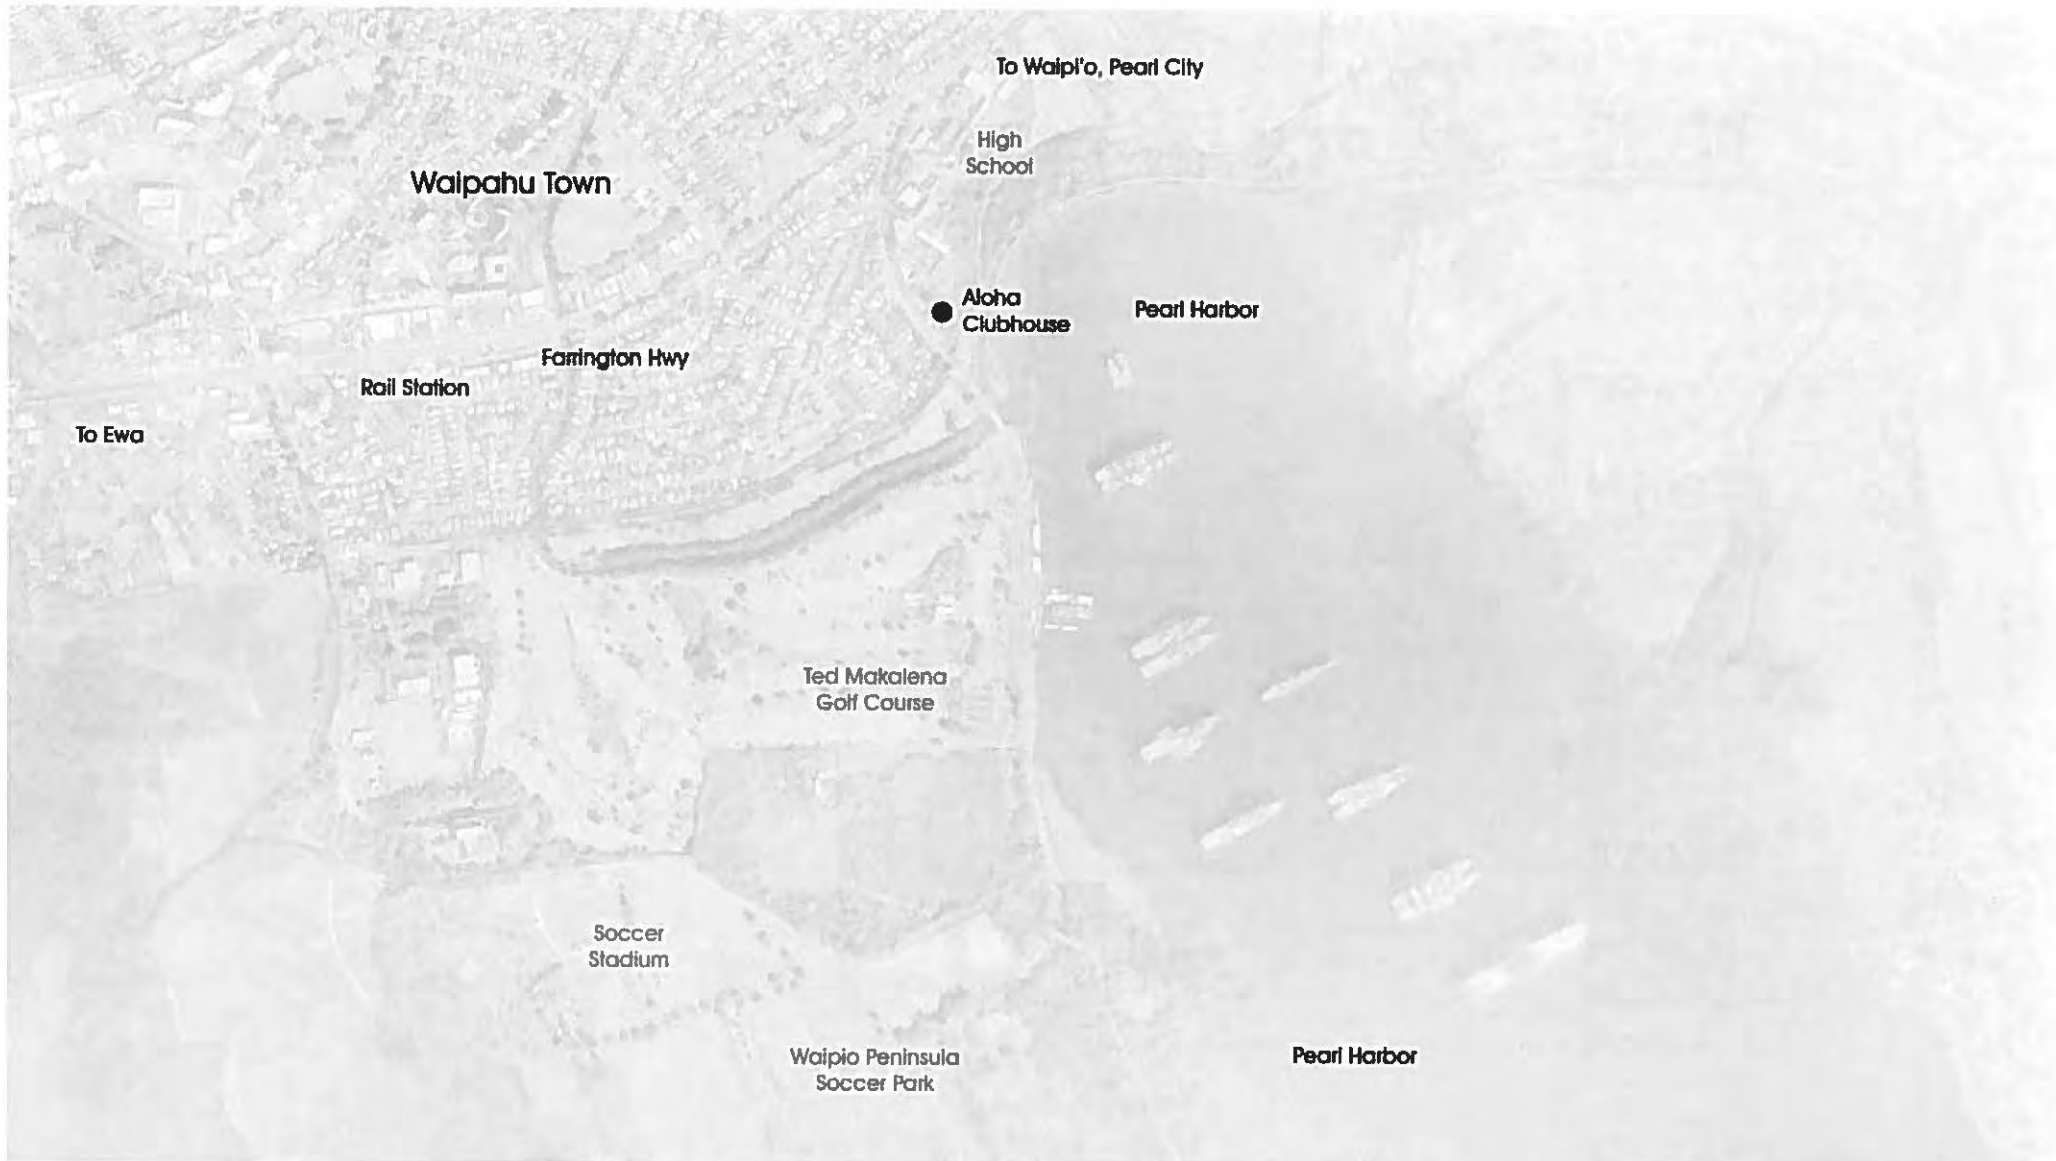 To Waipi'o, Pearl City
High
School
Waipahu Town
Aloha
Clubhouse
Pearl Harbor
Farrington Hwy
Rail Station
To Ewa
Ted Makalena
Golf Course
Soccer
Stadium
Waipio Peninsula
Soccer Park
Pearl Harbor